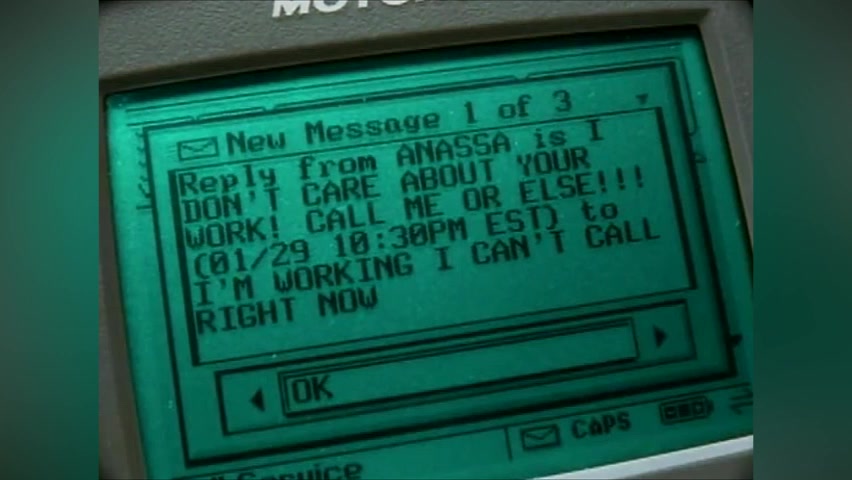 New Message 1 of 3
Reply from ANASSA is I
DON'T CARE ABOUT YOUR
WORK! CALL ME OR ELSE!!!
(01/29 10:30PM EST) to
I'M WORKING I CAN'T CALL
RIGHT NOW
OK
CAPS
Service